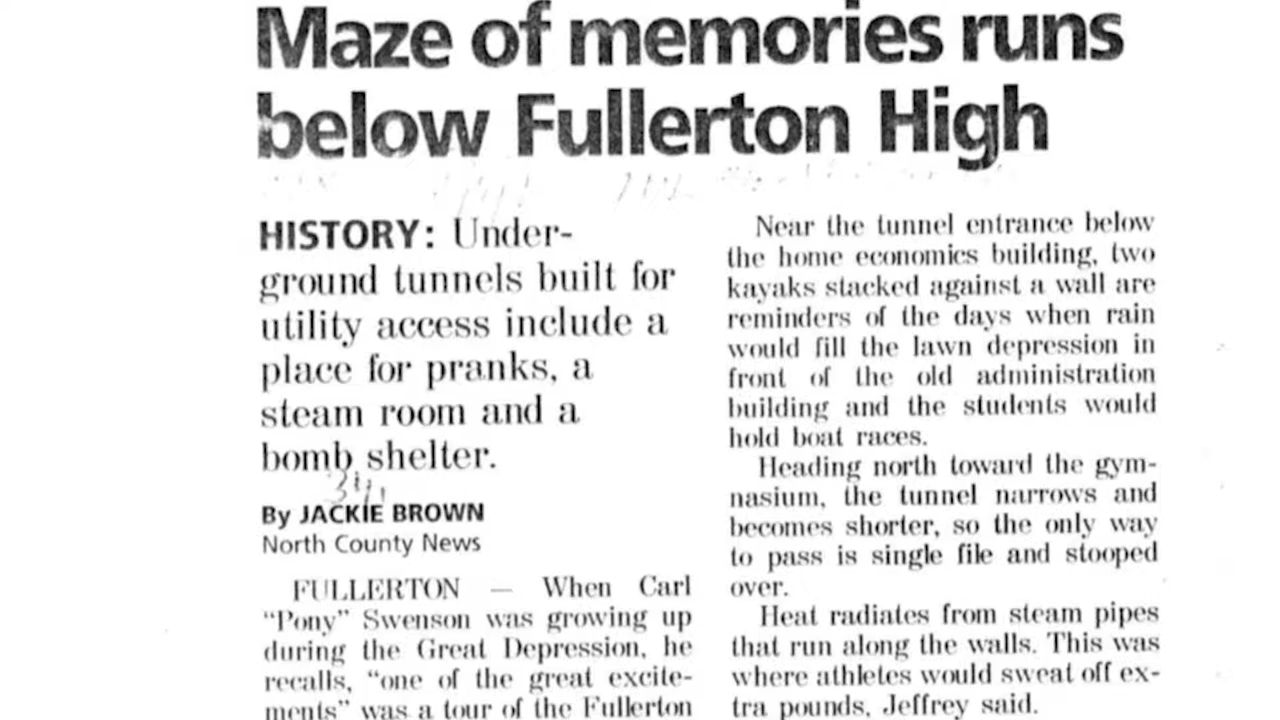 Maze of memories runs
below Fullerton High
HISTORY: Under-
ground tunnels built for
utility access include a
place for pranks, a
steam room and a
bomb shelter.
By JACKIE BROWN
North County News
FULLERTON — When Carl
“Pony” Swenson was growing up
during the Great Depression, he
recalls, “one of the great excite-
ments” was a tour of the Fullerton
Near the tunnel entrance below
the home economics building, two
kayaks stacked against a wall are
reminders of the days when rain
would fill the lawn depression in
front of the old administration
building and the students would
hold boat races.
Heading north toward the gym-
nasium, the tunnel narrows and
becomes shorter, so the only way
to pass is single file and stooped
over.
Heat radiates from steam pipes
that run along the walls. This was
where athletes would sweat off ex-
tra pounds, Jeffrey said.